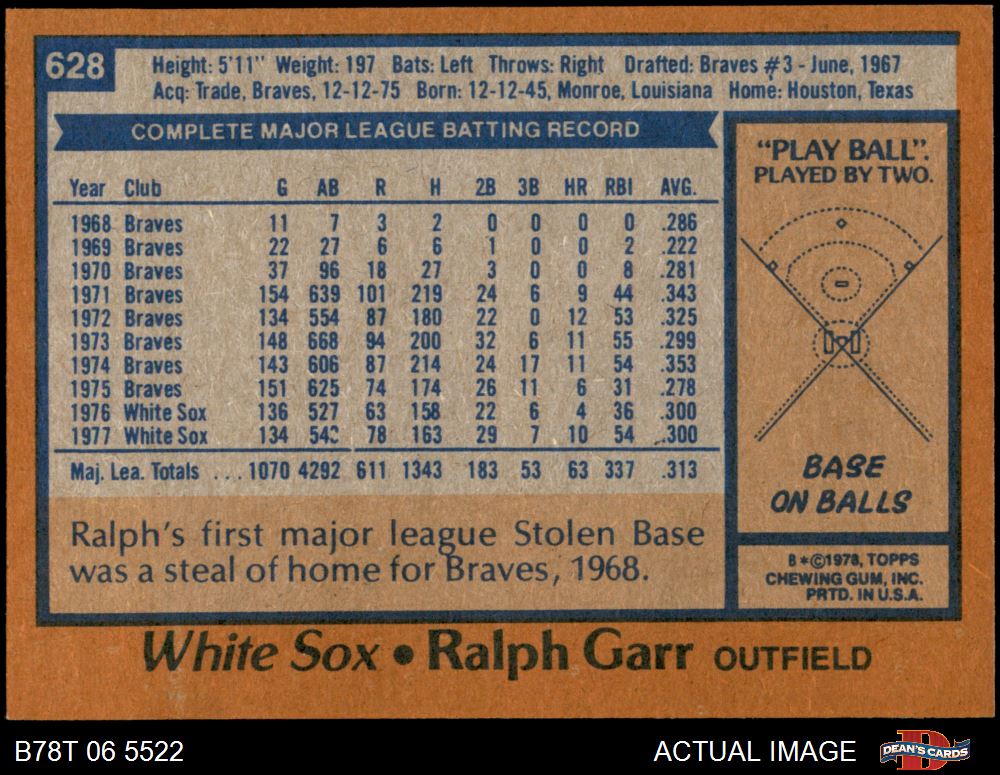 628
Height: 5'11" Weight: 197 Bats: Left Throws: Right Drafted: Braves #3 - June, 1967
Acq: Trade, Braves, 12-12-75 Born: 12-12-45, Monroe, Louisiana Home: Houston, Texas
COMPLETE MAJOR LEAGUE BATTING RECORD
Year Club G AB R H 2B 3B HR RBI AVG.
1968 Braves 11 7 3 2 0 0 0 0 .286
1969 Braves 22 27 6 6 1 0 0 2 .222
1970 Braves 37 96 18 27 3 0 0 8 .281
1971 Braves 154 639 101 219 24 6 9 44 .343
1972 Braves 134 554 87 180 22 0 12 53 .325
1973 Braves 148 668 94 200 32 6 11 55 .299
1974 Braves 143 606 87 214 24 17 11 54 .353
1975 Braves 151 625 74 174 26 11 6 31 .278
1976 White Sox 136 527 63 158 22 6 4 36 .300
1977 White Sox 134 78 163 29 7 10 54 .300
Maj. Lea. Totals ... 1070 4292 611 1343 183 53 63 337 .313
Ralph's first major league Stolen Base
was a steal of home for Braves, 1968.
"PLAY BALL".
PLAYED BY TWO.
BASE
ON BALLS
B*©1978, TOPPS
CHEWING GUM, INC.
PRTD. IN U.S.A.
White Sox • Ralph Garr OUTFIELD
B78T 06 5522
ACTUAL IMAGE
DEAN'S CARDS